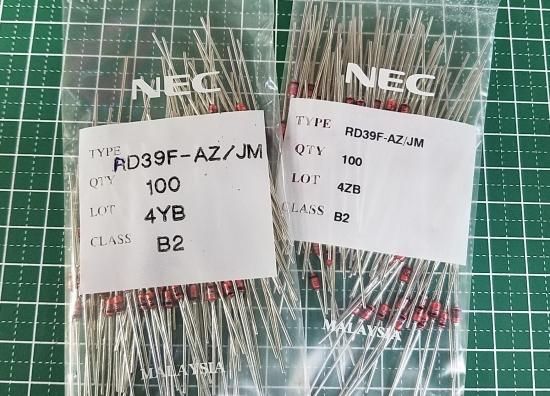 NEC
TYPE RD39F-AZ/JM
QTY 100
LOT 4YB
CLASS B2
MALAYSIA
NEC
TYPE RD39F-AZ/JM
QTY 100
LOT 4ZB
CLASS B2
MALAYSIA